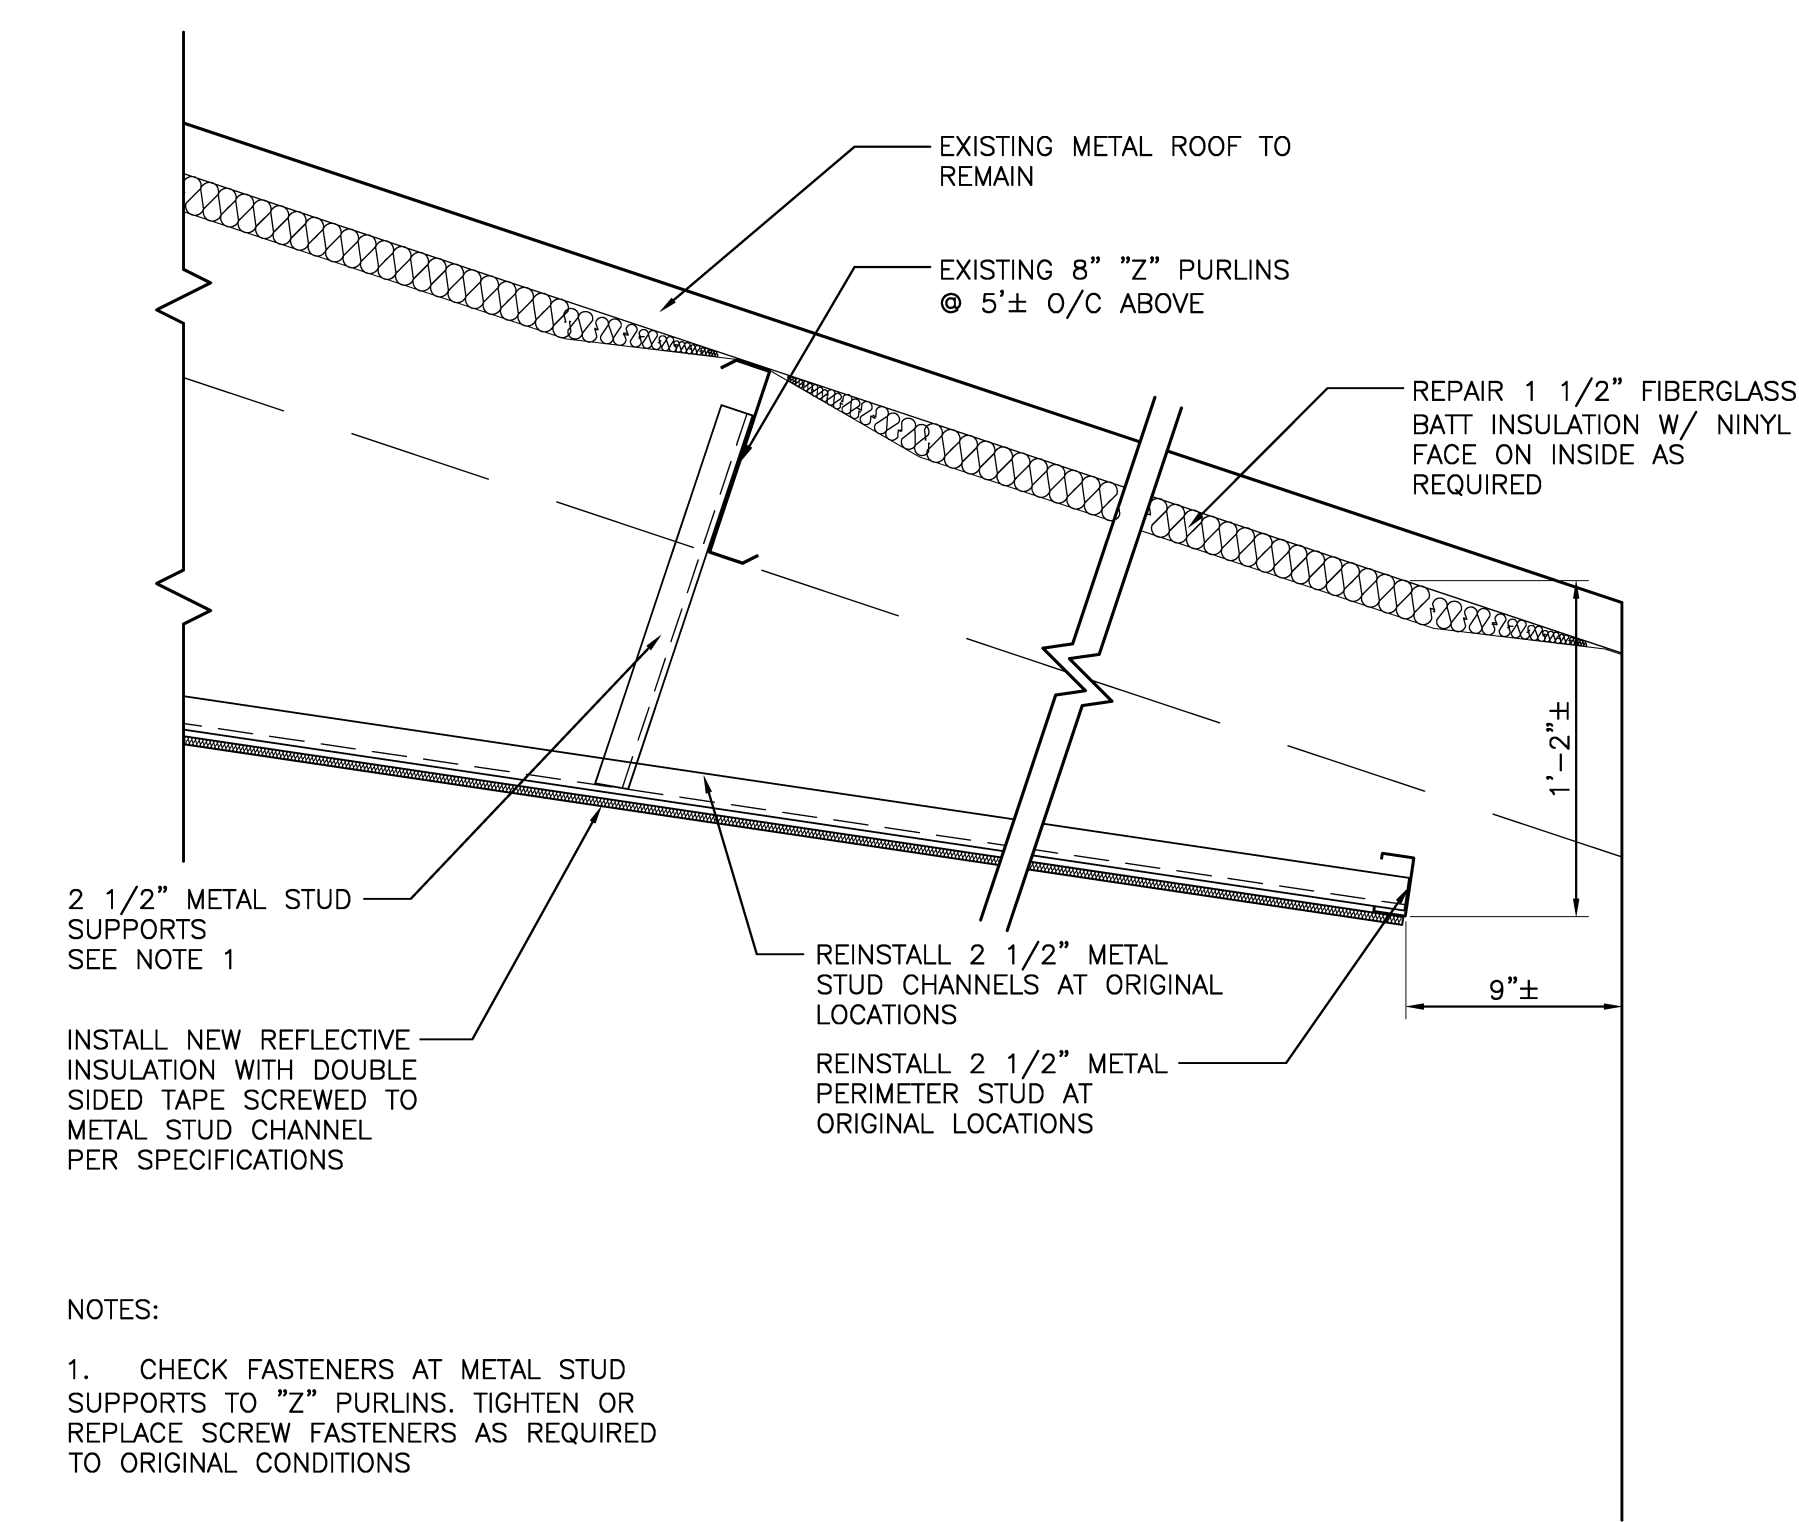 EXISTING METAL ROOF TO
REMAIN
EXISTING 8" "Z" PURLINS
@ 5'± O/C ABOVE
REPAIR 1 1/2" FIBERGLASS
BATT INSULATION W/ NINYL
FACE ON INSIDE AS
REQUIRED
1'-2"±
9"±
2 1/2" METAL STUD
SUPPORTS
SEE NOTE 1
REINSTALL 2 1/2" METAL
STUD CHANNELS AT ORIGINAL
LOCATIONS
INSTALL NEW REFLECTIVE
INSULATION WITH DOUBLE
SIDED TAPE SCREWED TO
METAL STUD CHANNEL
PER SPECIFICATIONS
REINSTALL 2 1/2" METAL
PERIMETER STUD AT
ORIGINAL LOCATIONS
NOTES:
1. CHECK FASTENERS AT METAL STUD
SUPPORTS TO "Z" PURLINS. TIGHTEN OR
REPLACE SCREW FASTENERS AS REQUIRED
TO ORIGINAL CONDITIONS